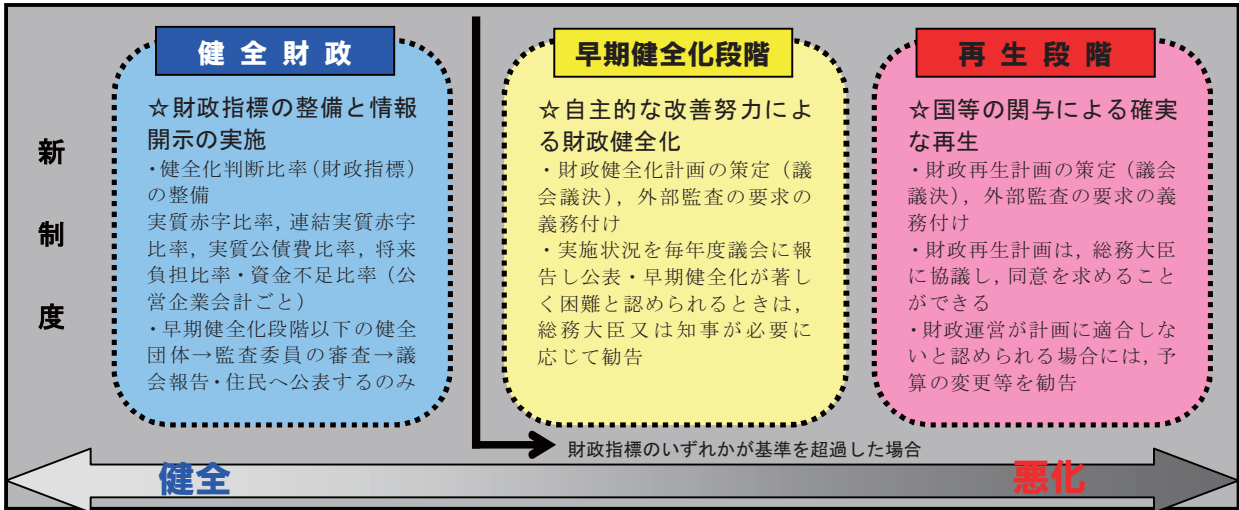 新
制
度
健全財政
☆財政指標の整備と情報
開示の実施
・健全化判断比率(財政指標)
の整備
実質赤字比率,連結実質赤字
比率,実質公債費比率,将来
負担比率・資金不足比率(公
営企業会計ごと)
・早期健全化段階以下の健全
団体→監査委員の審査→議
会報告・住民へ公表するのみ
早期健全化段階
☆自主的な改善努力によ
る財政健全化
・財政健全化計画の策定(議
会議決),外部監査の要求の
義務付け
・実施状況を毎年度議会に報
告し公表・早期健全化が著し
く困難と認められるときは,
総務大臣又は知事が必要に
応じて勧告
再生段階
☆国等の関与による確実
な再生
・財政再生計画の策定(議会
議決),外部監査の要求の義
務付け
・財政再生計画は,総務大臣
に協議し,同意を求めること
ができる
・財政運営が計画に適合しな
いと認められる場合には,予
算の変更等を勧告
財政指標のいずれかが基準を超過した場合
健全
悪化